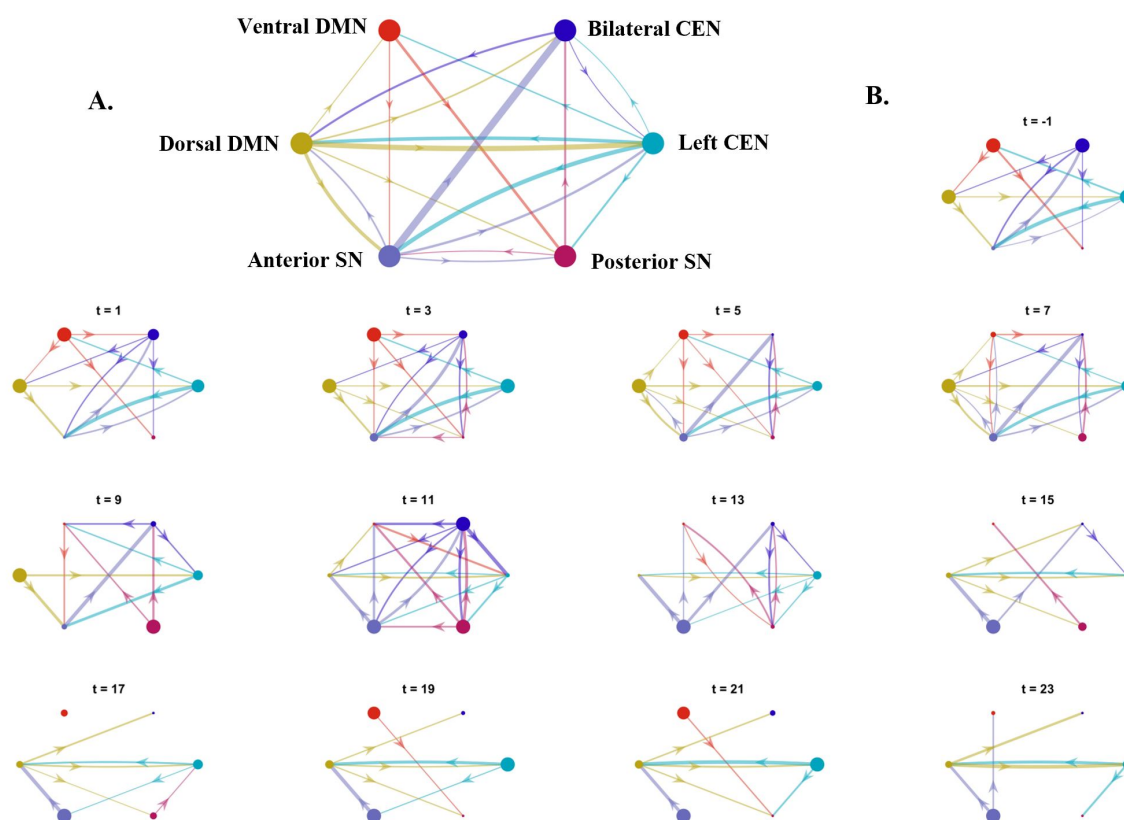 Ventral DMN
Bilateral CEN
A.
B.
t = -1
Dorsal DMN
Left CEN
Anterior SN
Posterior SN
t = 1
t = 3
t = 5
t = 7
t = 9
t = 11
t = 13
t = 15
t = 17
t = 19
t = 21
t = 23